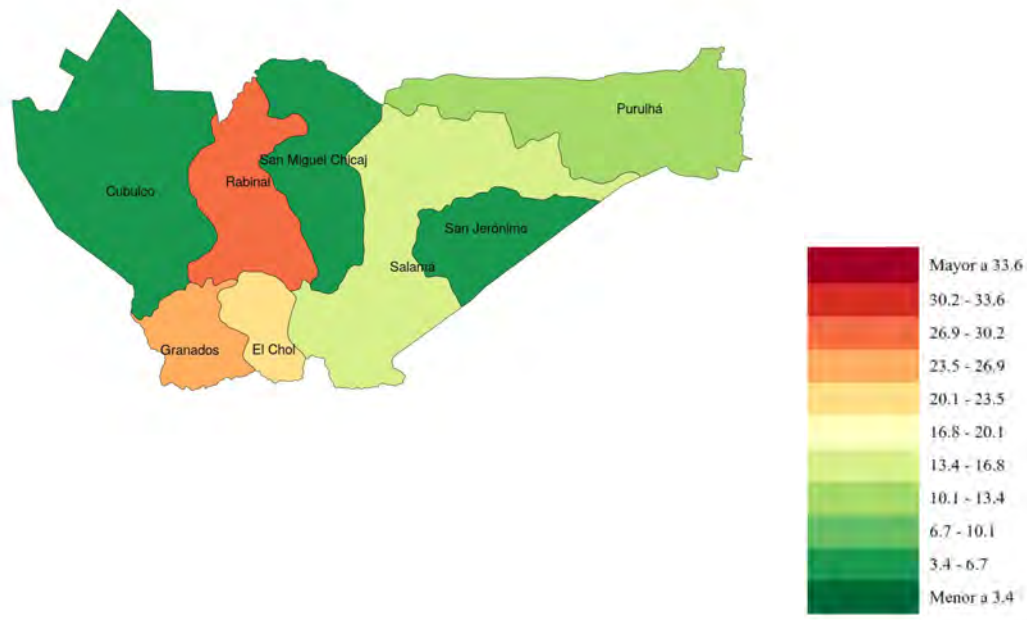 Purulhá
San Miguel Chicaj
Rabinal
Cubulco
San Jerónimo
Salamá
Granados
El Chol
Mayor a 33.6
30.2 - 33.6
26.9 - 30.2
23.5 - 26.9
20.1 - 23.5
16.8 - 20.1
13.4 - 16.8
10.1 - 13.4
6.7 - 10.1
3.4 - 6.7
Menor a 3.4